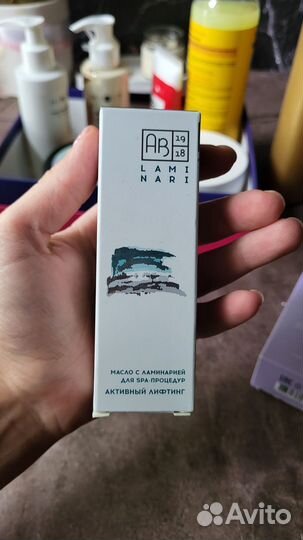 AB 19
18
LAMI
NARI
МАСЛО С ЛАМИНАРИЕЙ
ДЛЯ SPA-ПРОЦЕДУР
АКТИВНЫЙ ЛИФТИНГ
Avito